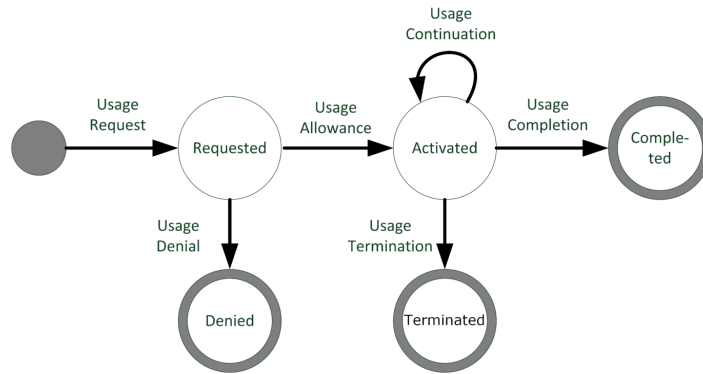 Usage
Continuation
Usage
Request
Usage
Allowance
Usage
Completion
Requested
Activated
Comple-
ted
Usage
Denial
Usage
Termination
Denied
Terminated